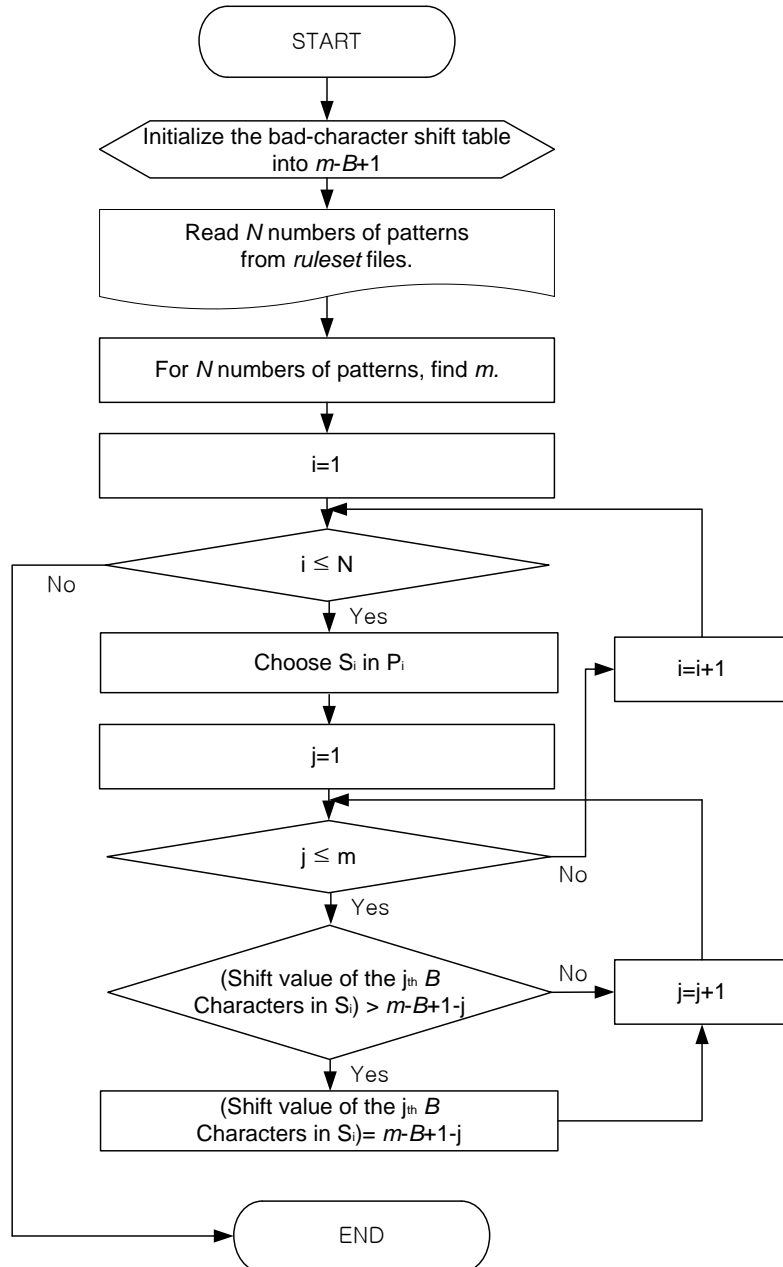 START
Initialize the bad-character shift table
into m-B+1
Read N numbers of patterns
from ruleset files.
For N numbers of patterns, find m.
i=1
i ≤ N
No
Yes
Choose Si in Pi
i=i+1
j=1
j ≤ m
No
Yes
(Shift value of the jth B
Characters in Si) > m-B+1-j
No
j=j+1
Yes
(Shift value of the jth B
Characters in Si)= m-B+1-j
END